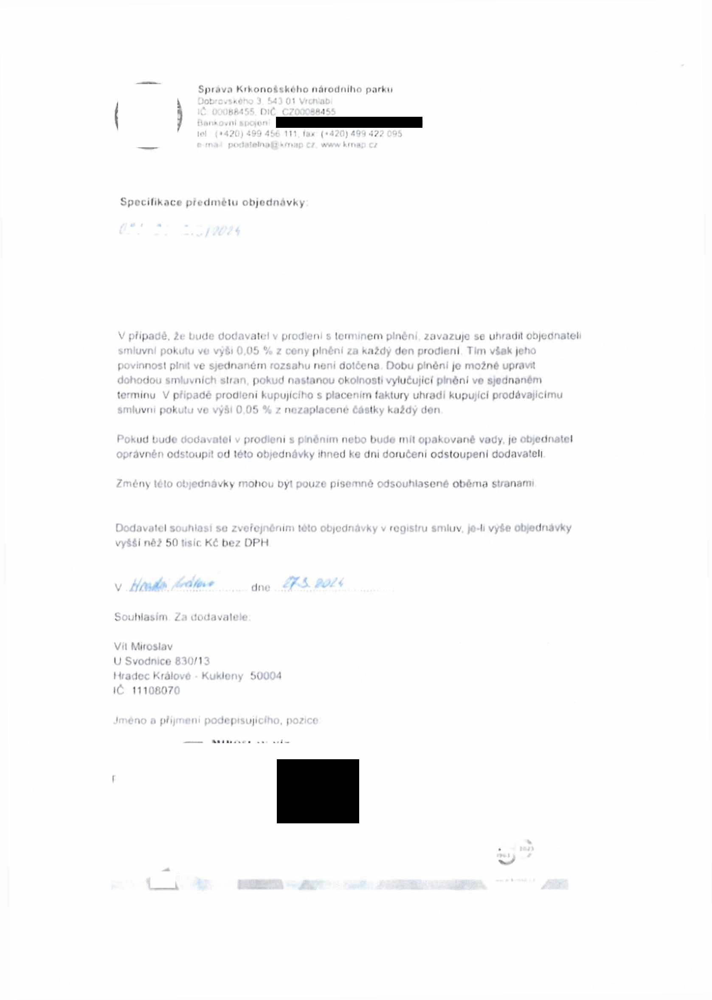 Správa Krkonošského národního parku
Dobrovského 3, 543 01 Vrchlabí
IČ: 00088455, DIČ: CZ00088455
Bankovní spojení
tel.: (+420) 499 456 111, fax: (+420) 499 422 095
e-mail: podatelna@krnap.cz, www.krnap.cz
Specifikace předmětu objednávky:
/2024
V případě, že bude dodavatel v prodlení s termínem plnění, zavazuje se uhradit objednateli
smluvní pokutu ve výši 0,05 % z ceny plnění za každý den prodlení. Tím však jeho
povinnost plnit ve sjednaném rozsahu není dotčena. Dobu plnění je možné upravit
dohodou smluvních stran, pokud nastanou okolnosti vylučující plnění ve sjednaném
termínu. V případě prodlení kupujícího s placením faktury uhradí kupující prodávajícímu
smluvní pokutu ve výši 0,05 % z nezaplacené částky každý den.
Pokud bude dodavatel v prodlení s plněním nebo bude mít opakované vady, je objednatel
oprávněn odstoupit od této objednávky ihned ke dni doručení odstoupení dodavateli.
Změny této objednávky mohou být pouze písemně odsouhlasené oběma stranami.
Dodavatel souhlasí se zveřejněním této objednávky v registru smluv, je-li výše objednávky
vyšší něž 50 tisíc Kč bez DPH.
V Hradci Králové dne 27.3. 2024
Souhlasím. Za dodavatele:
Vít Miroslav
U Svodnice 830/13
Hradec Králové - Kukleny 50004
IČ: 11108070
Jméno a příjmení podepisujícího, pozice: